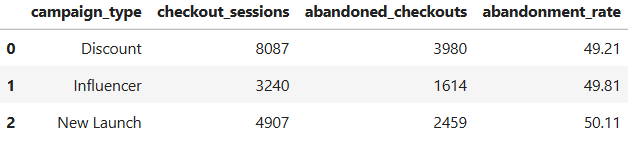 campaign_type checkout_sessions abandoned_checkouts abandonment_rate
0 Discount 8087 3980 49.21
1 Influencer 3240 1614 49.81
2 New Launch 4907 2459 50.11